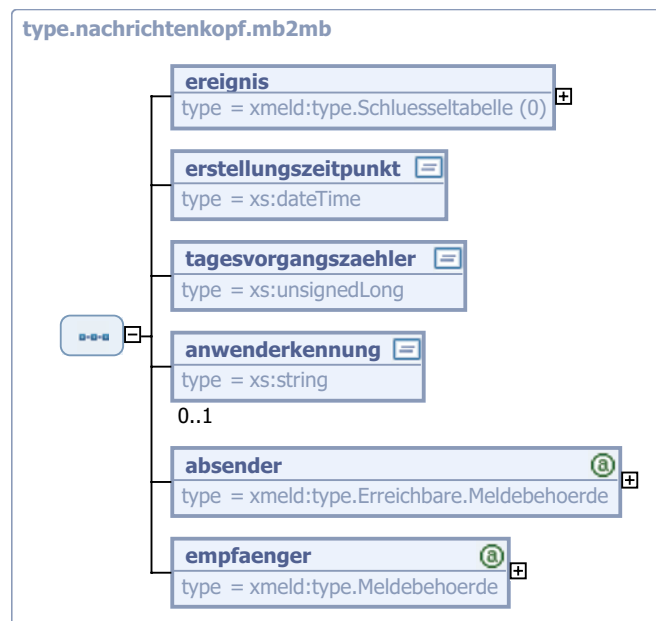 type.nachrichtenkopf.mb2mb
ereignis
type = xmeld:type.Schluesseltabelle (0)
erstellungszeitpunkt
type = xs:dateTime
tagesvorgangszaehler
type = xs:unsignedLong
anwenderkennung
type = xs:string
0..1
absender
type = xmeld:type.Erreichbare.Meldebehoerde
empfaenger
type = xmeld:type.Meldebehoerde